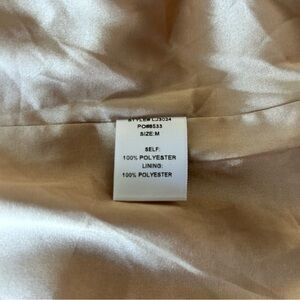 PO#8533
SIZE:M
SELF:
100% POLYESTER
LINING:
100% POLYESTER